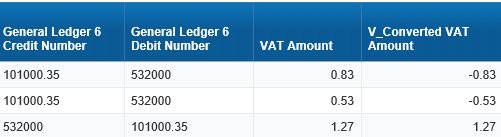 General Ledger 6 Credit Number	General Ledger 6 Debit Number	VAT Amount	V_Converted VAT Amount
101000.35	532000	0.83	-0.83
101000.35	532000	0.53	-0.53
532000	101000.35	1.27	1.27